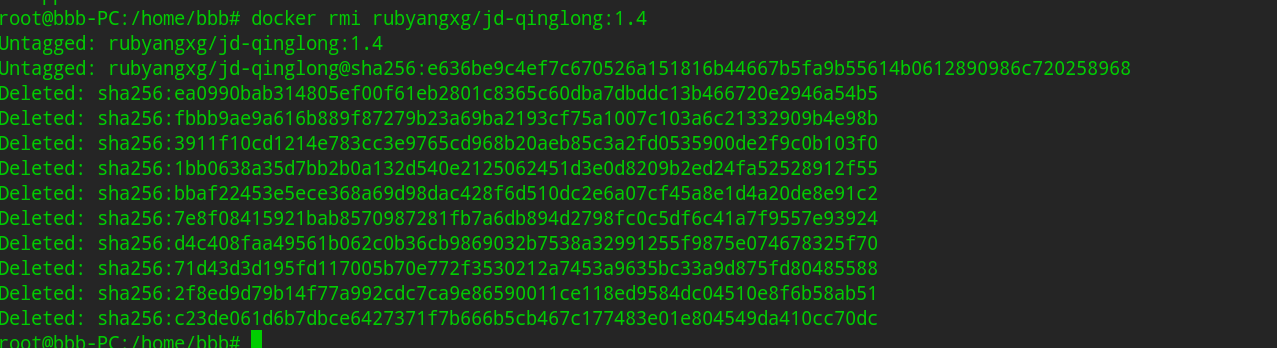 root@bbb-PC:/home/bbb# docker rmi rubyangxg/jd-qinglong:1.4
Untagged: rubyangxg/jd-qinglong:1.4
Untagged: rubyangxg/jd-qinglong@sha256:e636be9c4ef7c670526a151816b44667b5fa9b55614b0612890986c720258968
Deleted: sha256:ea0990bab314805ef00f61eb2801c8365c60dba7dbddc13b466720e2946a54b5
Deleted: sha256:fbbb9ae9a616b889f87279b23a69ba2193cf75a1007c103a6c21332909b4e98b
Deleted: sha256:3911f10cd1214e783cc3e9765cd968b20aeb85c3a2fd0535900de2f9c0b103f0
Deleted: sha256:1bb0638a35d7bb2b0a132d540e2125062451d3e0d8209b2ed24fa52528912f55
Deleted: sha256:bbaf22453e5ece368a69d98dac428f6d510dc2e6a07cf45a8e1d4a20de8e91c2
Deleted: sha256:7e8f08415921bab8570987281fb7a6db894d2798fc0c5df6c41a7f9557e93924
Deleted: sha256:d4c408faa49561b062c0b36cb9869032b7538a32991255f9875e074678325f70
Deleted: sha256:71d43d3d195fd117005b70e772f3530212a7453a9635bc33a9d875fd80485588
Deleted: sha256:2f8ed9d79b14f77a992cdc7ca9e86590011ce118ed9584dc04510e8f6b58ab51
Deleted: sha256:c23de061d6b7dbce6427371f7b666b5cb467c177483e01e804549da410cc70dc
root@bbb-PC:/home/bbb#